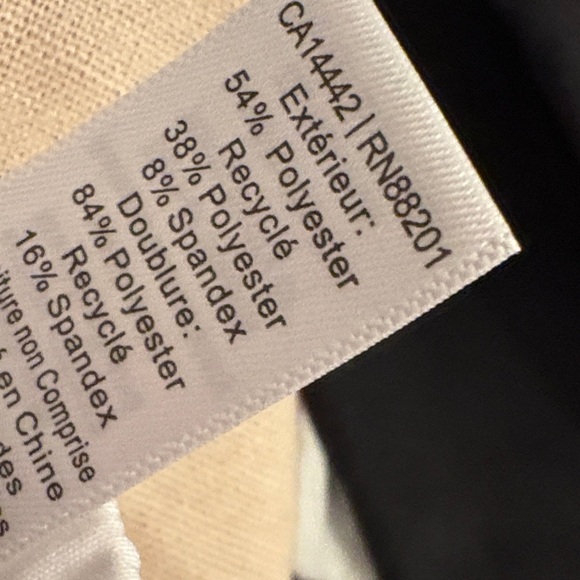 CA14442 | RN88201
Extérieur:
54% Polyester
Recyclé
38% Polyester
8% Spandex
Doublure:
84% Polyester
Recyclé
16% Spandex
non Comprise
en Chine